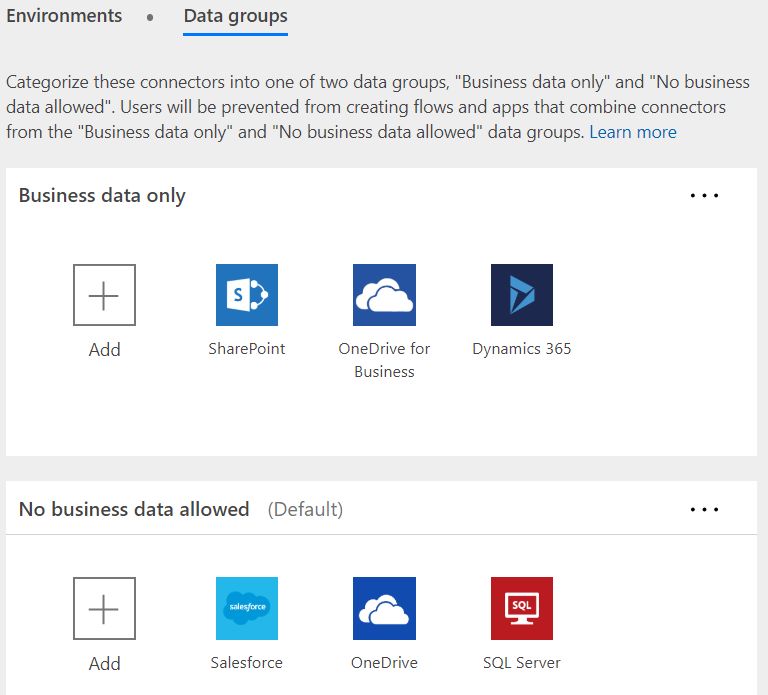 Environments • Data groups
Categorize these connectors into one of two data groups, "Business data only" and "No business
data allowed". Users will be prevented from creating flows and apps that combine connectors
from the "Business data only" and "No business data allowed" data groups. Learn more
Business data only ...
S
Add SharePoint OneDrive for Dynamics 365
Business
No business data allowed (Default) ...
salesforce SQL
Add Salesforce OneDrive SQL Server